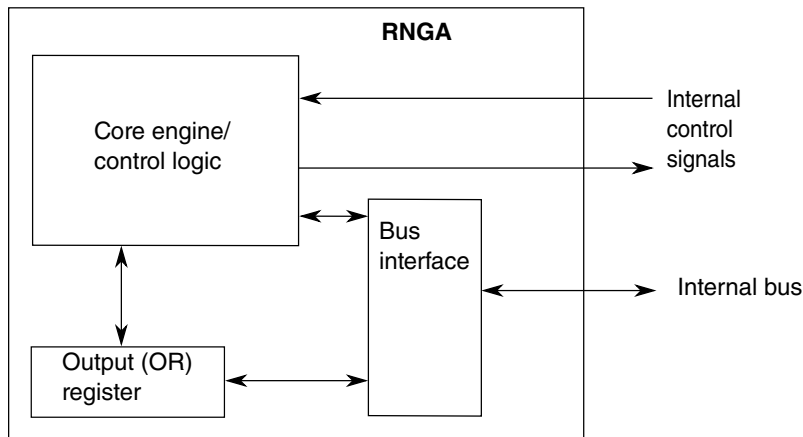 RNGA
Core engine/
control logic
Internal
control
signals
Bus
interface
Internal bus
Output (OR)
register